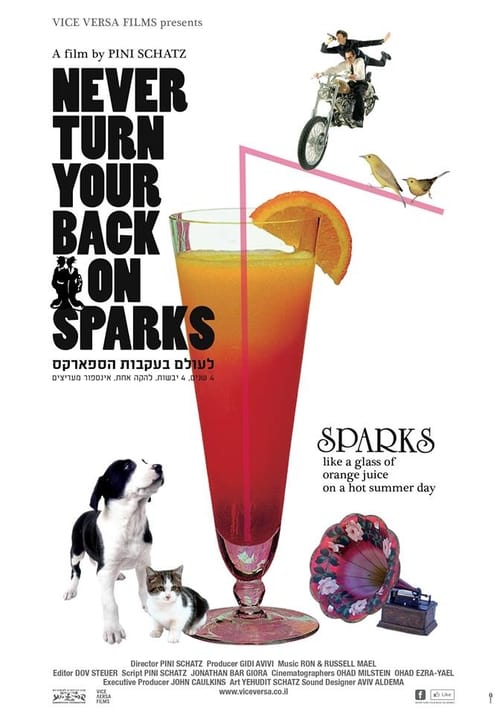 VICE VERSA FILMS presents
A film by PINI SCHATZ
NEVER
TURN
YOUR
BACK
ON
SPARKS
לעולם בעקבות הספארקס
4 שנים, 4 יבשות, להקה אחת, אינספור מעריצים
SPARKS
like a glass of
orange juice
on a hot summer day
Director PINI SCHATZ Producer GIDI AVIVI Music RON & RUSSELL MAEL
Editor DOV STEUER Script PINI SCHATZ JONATHAN BAR GIORA Cinematographers OHAD MILSTEIN OHAD EZRA-YAEL
Executive Producer JOHN CAULKINS Art YEHUDIT SCHATZ Sound Designer AVIV ALDEMA
www.viceversa.co.il
VICE
VERSA
FILMS
f Like